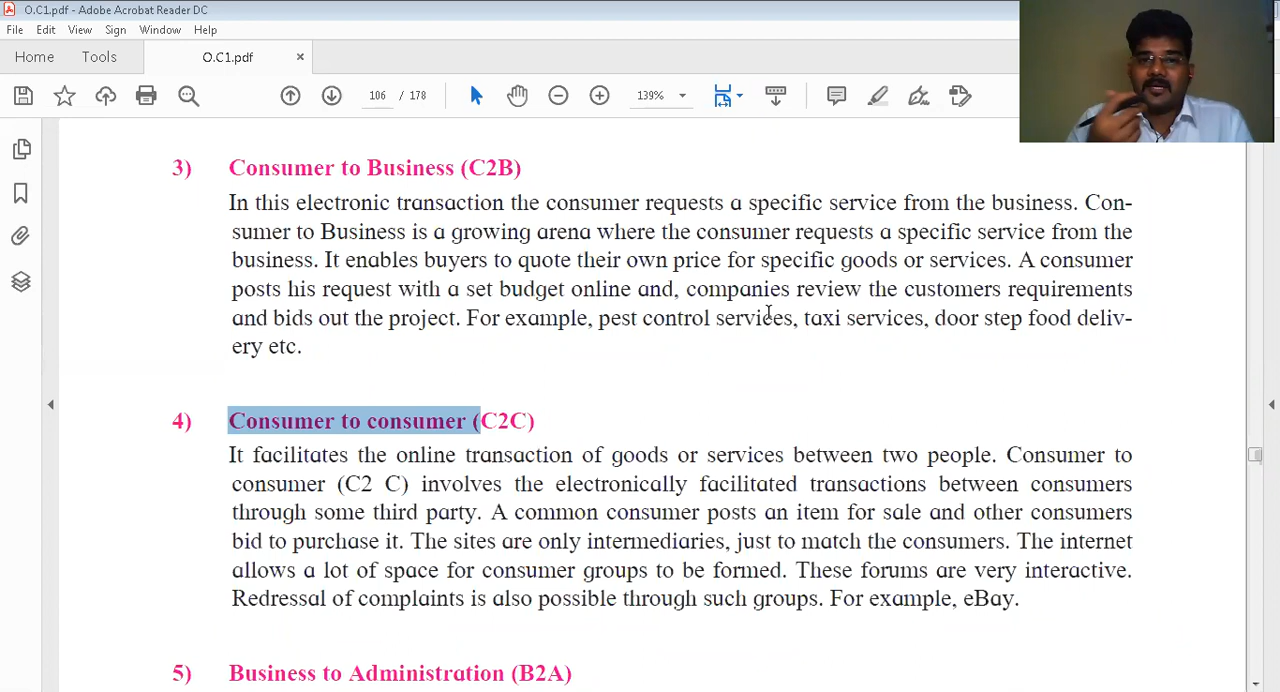 O.C1.pdf - Adobe Acrobat Reader DC
File Edit View Sign Window Help
Home Tools O.C1.pdf ×
106 / 178 139%
3) Consumer to Business (C2B)
In this electronic transaction the consumer requests a specific service from the business. Con-
sumer to Business is a growing arena where the consumer requests a specific service from the
business. It enables buyers to quote their own price for specific goods or services. A consumer
posts his request with a set budget online and, companies review the customers requirements
and bids out the project. For example, pest control services, taxi services, door step food deliv-
ery etc.
4) Consumer to consumer (C2C)
It facilitates the online transaction of goods or services between two people. Consumer to
consumer (C2 C) involves the electronically facilitated transactions between consumers
through some third party. A common consumer posts an item for sale and other consumers
bid to purchase it. The sites are only intermediaries, just to match the consumers. The internet
allows a lot of space for consumer groups to be formed. These forums are very interactive.
Redressal of complaints is also possible through such groups. For example, eBay.
5) Business to Administration (B2A)